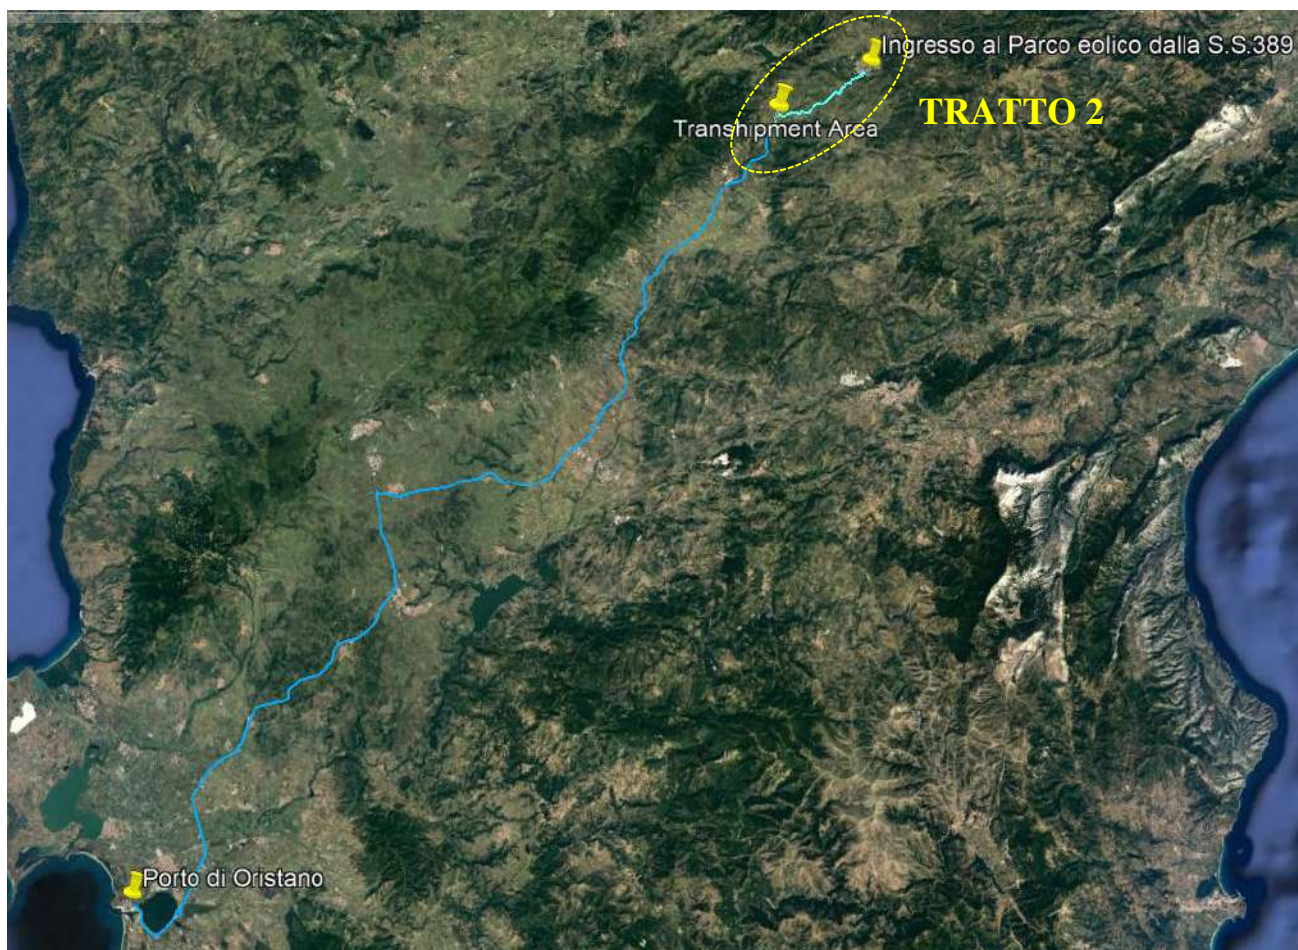 Ingresso al Parco eolico dalla S.S.389
TRATTO 2
Transhipment Area
Porto di Oristano